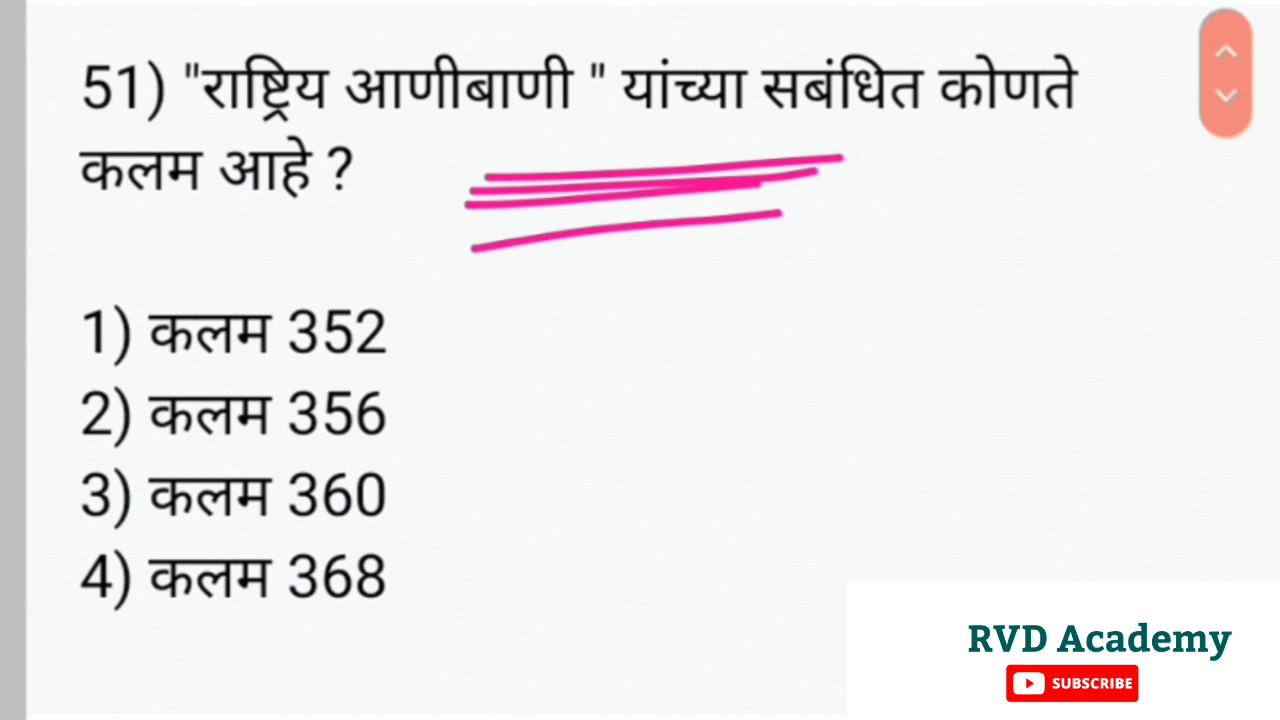 51) "राष्ट्रिय आणीबाणी " यांच्या सबंधित कोणते
कलम आहे ?
1) कलम 352
2) कलम 356
3) कलम 360
4) कलम 368
RVD Academy
SUBSCRIBE